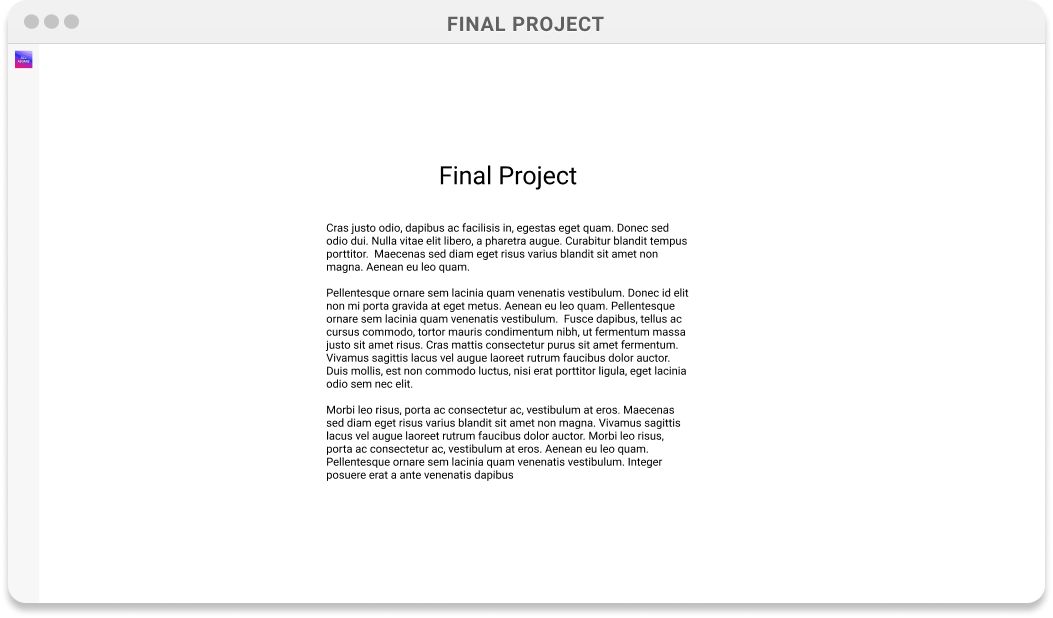 FINAL PROJECT
Final Project
Cras justo odio, dapibus ac facilisis in, egestas eget quam. Donec sed
odio dui. Nulla vitae elit libero, a pharetra augue. Curabitur blandit tempus
porttitor.  Maecenas sed diam eget risus varius blandit sit amet non
magna. Aenean eu leo quam.
Pellentesque ornare sem lacinia quam venenatis vestibulum. Donec id elit
non mi porta gravida at eget metus. Aenean eu leo quam. Pellentesque
ornare sem lacinia quam venenatis vestibulum.  Fusce dapibus, tellus ac
cursus commodo, tortor mauris condimentum nibh, ut fermentum massa
justo sit amet risus. Cras mattis consectetur purus sit amet fermentum.
Vivamus sagittis lacus vel augue laoreet rutrum faucibus dolor auctor.
Duis mollis, est non commodo luctus, nisi erat porttitor ligula, eget lacinia
odio sem nec elit.
Morbi leo risus, porta ac consectetur ac, vestibulum at eros. Maecenas
sed diam eget risus varius blandit sit amet non magna. Vivamus sagittis
lacus vel augue laoreet rutrum faucibus dolor auctor. Morbi leo risus,
porta ac consectetur ac, vestibulum at eros. Aenean eu leo quam.
Pellentesque ornare sem lacinia quam venenatis vestibulum. Integer
posuere erat a ante venenatis dapibus